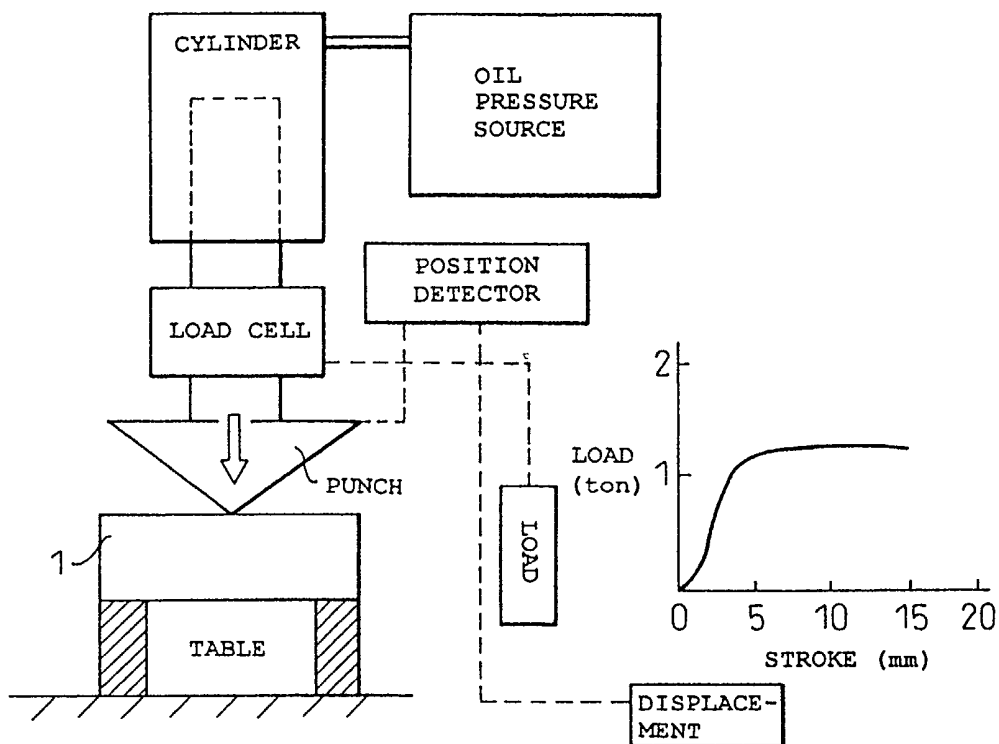 CYLINDER
OIL
PRESSURE
SOURCE
POSITION
DETECTOR
LOAD CELL
PUNCH
1
TABLE
LOAD
LOAD
(ton)
2
1
0
5
10
15
20
STROKE (mm)
DISPLACE-
MENT